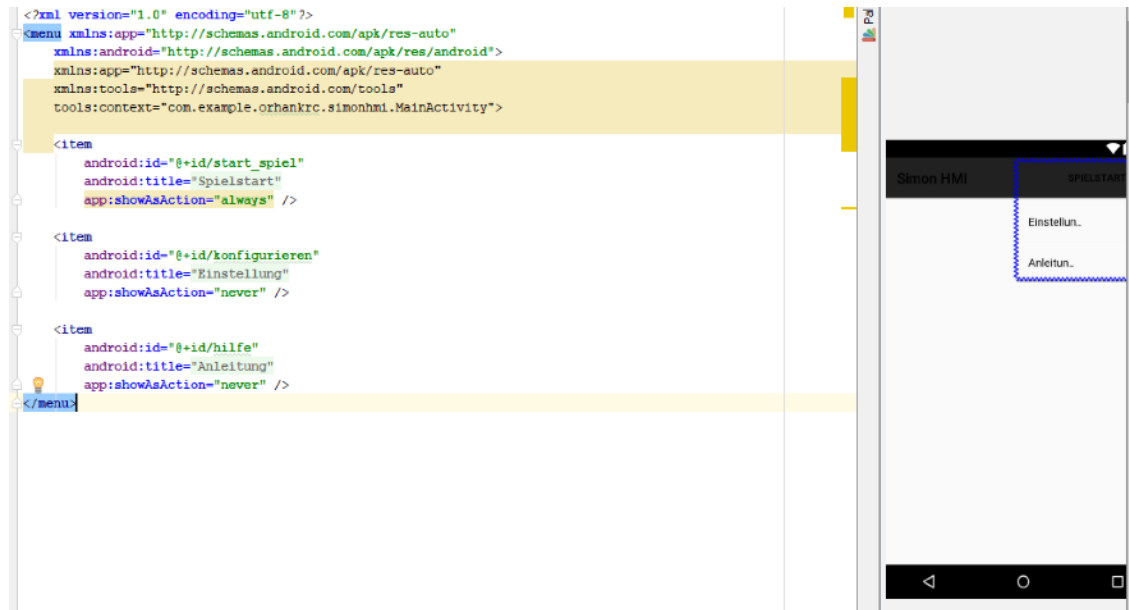 <?xml version="1.0" encoding="utf-8"?>
<menu xmlns:app="http://schemas.android.com/apk/res-auto"
xmlns:android="http://schemas.android.com/apk/res/android">
xmlns:app="http://schemas.android.com/apk/res-auto"
xmlns:tools="http://schemas.android.com/tools"
tools:context="com.example.orhankrc.simonhmi.MainActivity">
<item
android:id="@+id/start_spiel"
android:title="Spielstart"
app:showAsAction="always" />
<item
android:id="@+id/konfigurieren"
android:title="Einstellung"
app:showAsAction="never" />
<item
android:id="@+id/hilfe"
android:title="Anleitung"
app:showAsAction="never" />
</menu>
Pal
Simon HMI
SPIELSTART
Einstellun..
Anleitun..